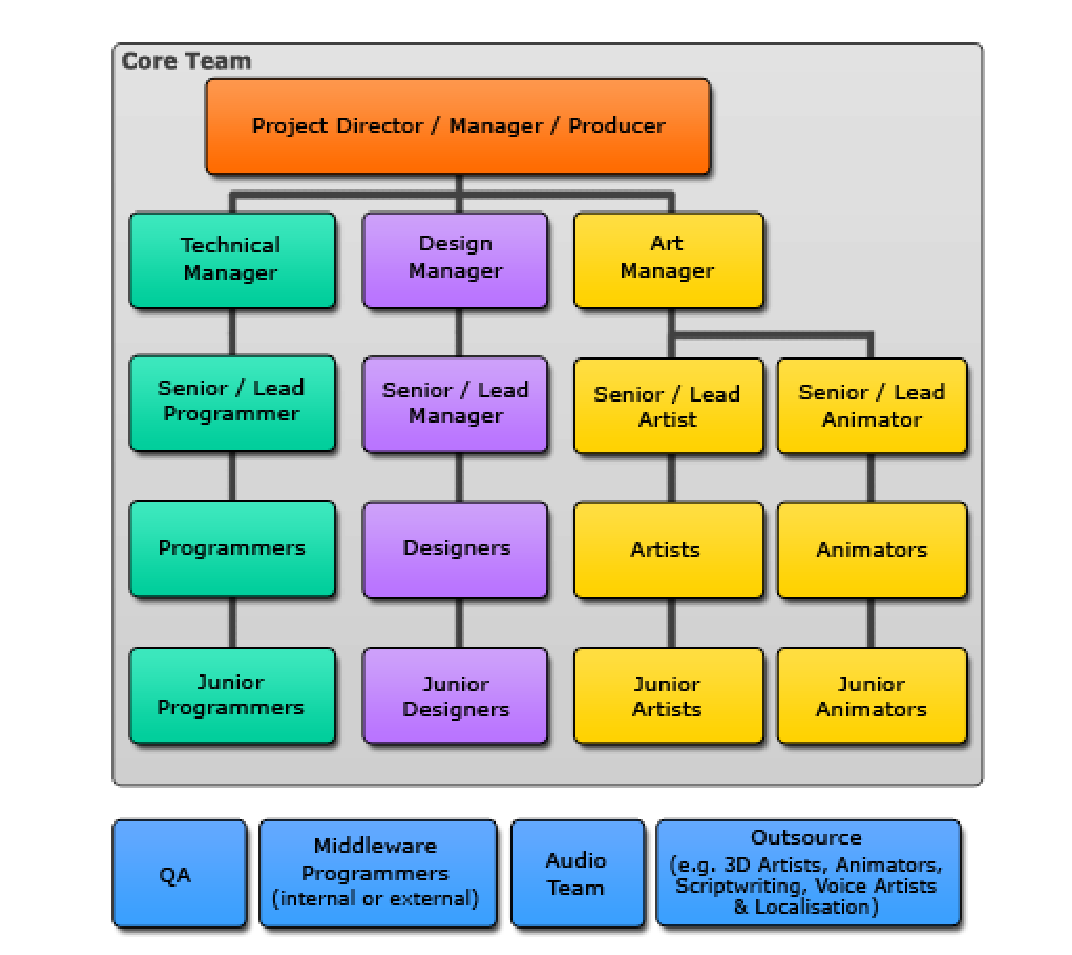 Core Team
Project Director / Manager / Producer
Technical
Manager
Design
Manager
Art
Manager
Senior / Lead
Programmer
Senior / Lead
Manager
Senior / Lead
Artist
Senior / Lead
Animator
Programmers
Designers
Artists
Animators
Junior
Programmers
Junior
Designers
Junior
Artists
Junior
Animators
QA
Middleware
Programmers
(internal or external)
Audio
Team
Outsource
(e.g. 3D Artists, Animators,
Scriptwriting, Voice Artists
& Localisation)